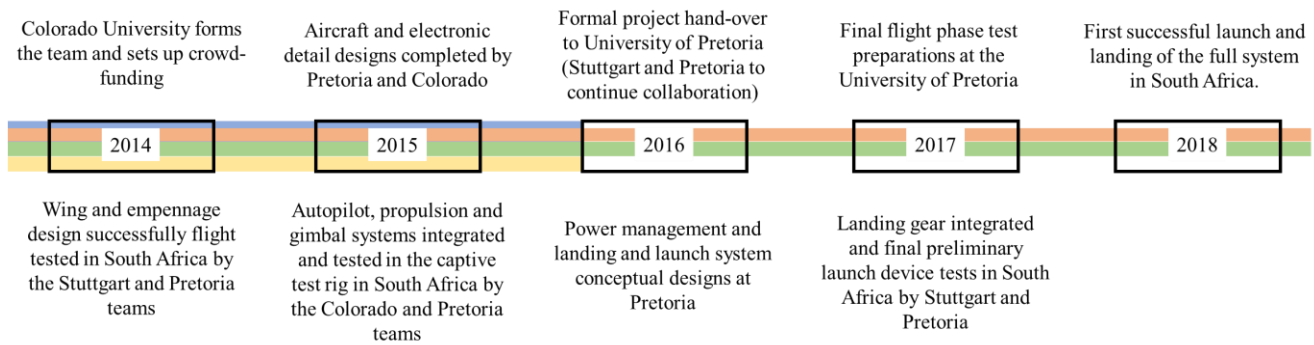 Colorado University forms
the team and sets up crowd-
funding
Aircraft and electronic
detail designs completed by
Pretoria and Colorado
Formal project hand-over
to University of Pretoria
(Stuttgart and Pretoria to
continue collaboration)
Final flight phase test
preparations at the
University of Pretoria
First successful launch and
landing of the full system
in South Africa.
2014
2015
2016
2017
2018
Wing and empennage
design successfully flight
tested in South Africa by
the Stuttgart and Pretoria
teams
Autopilot, propulsion and
gimbal systems integrated
and tested in the captive
test rig in South Africa by
the Colorado and Pretoria
teams
Power management and
landing and launch system
conceptual designs at
Pretoria
Landing gear integrated
and final preliminary
launch device tests in South
Africa by Stuttgart and
Pretoria